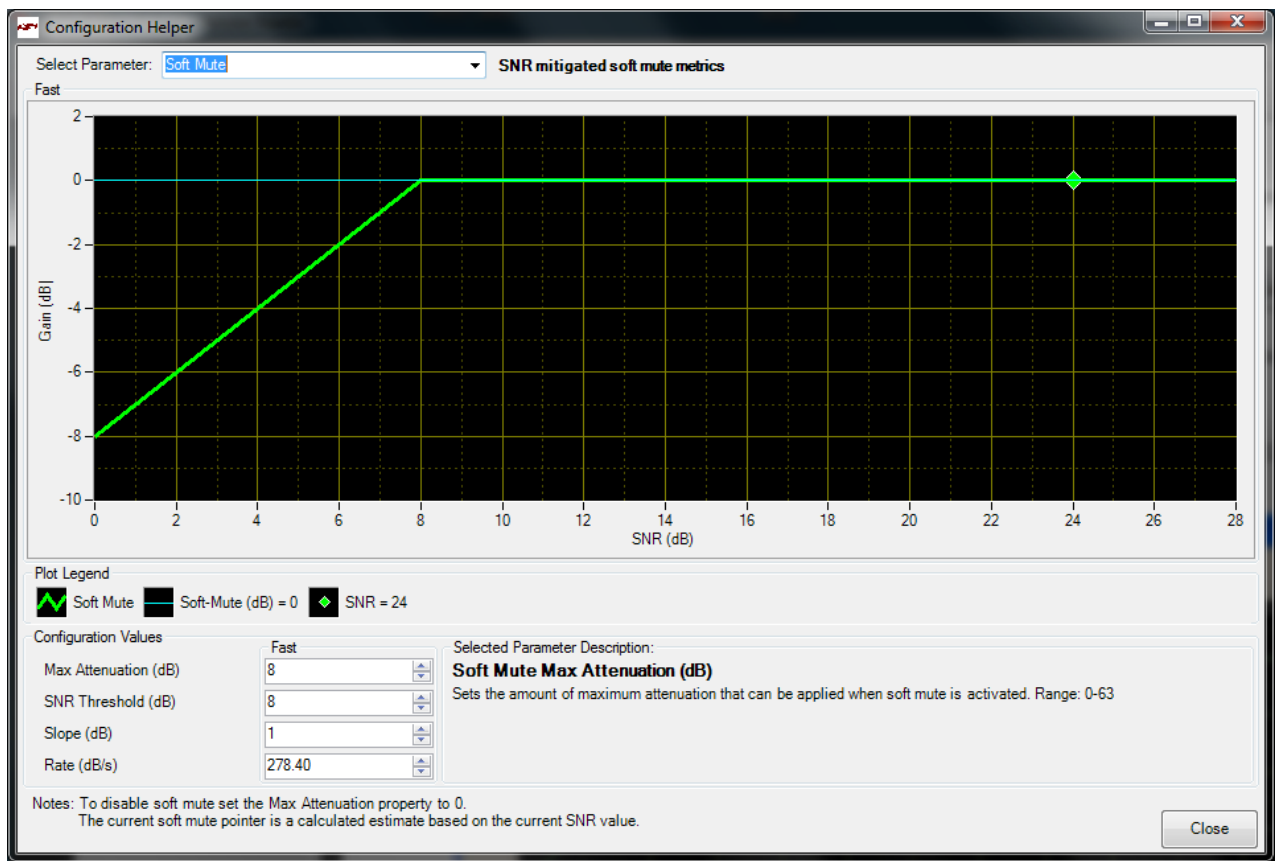 Configuration Helper
Select Parameter: Soft Mute SNR mitigated soft mute metrics
Fast
2
0
-2
-4
-6
-8
-10
Gain (dB)
0 2 4 6 8 10 12 14 16 18 20 22 24 26 28
SNR (dB)
Plot Legend
Soft Mute Soft-Mute (dB) = 0 SNR = 24
Configuration Values
Fast
Max Attenuation (dB) 8
SNR Threshold (dB) 8
Slope (dB) 1
Rate (dB/s) 278.40
Selected Parameter Description:
Soft Mute Max Attenuation (dB)
Sets the amount of maximum attenuation that can be applied when soft mute is activated. Range: 0-63
Notes: To disable soft mute set the Max Attenuation property to 0.
The current soft mute pointer is a calculated estimate based on the current SNR value.
Close